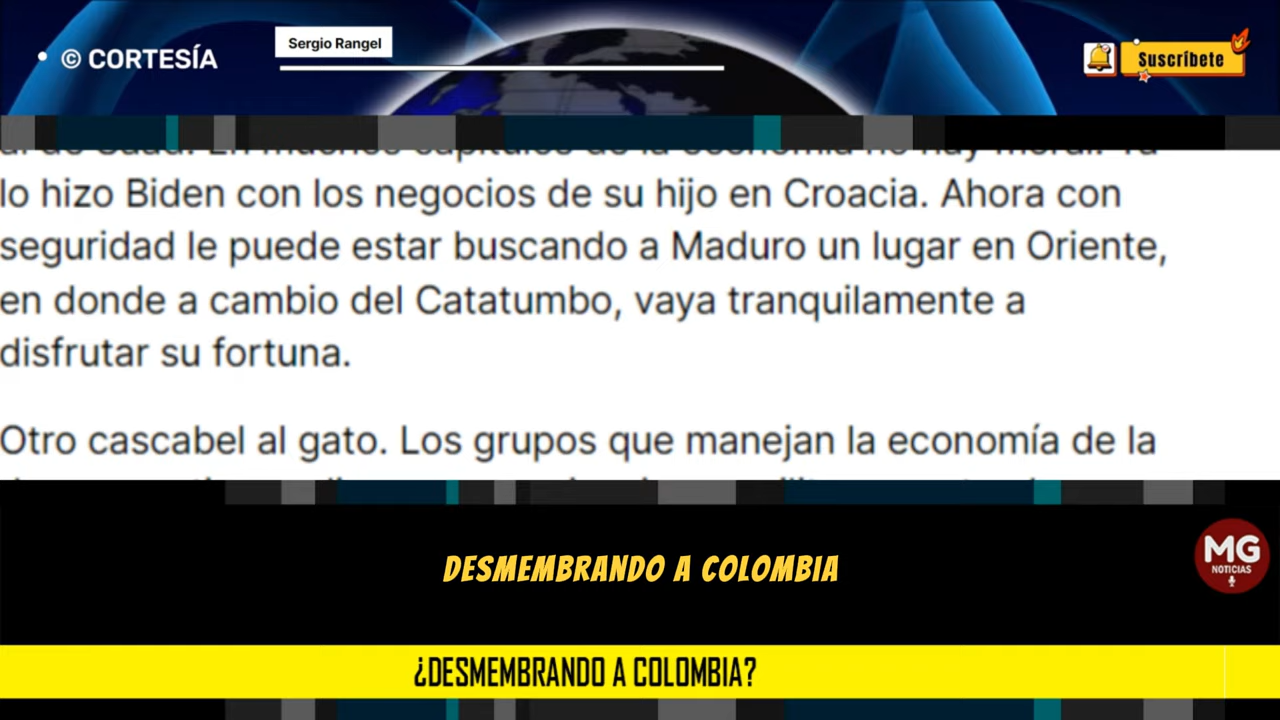 © CORTESÍA
Sergio Rangel
Suscríbete
lo hizo Biden con los negocios de su hijo en Croacia. Ahora con
seguridad le puede estar buscando a Maduro un lugar en Oriente,
en donde a cambio del Catatumbo, vaya tranquilamente a
disfrutar su fortuna.
Otro cascabel al gato. Los grupos que manejan la economía de la
DESMEMBRANDO A COLOMBIA
MG
NOTICIAS
¿DESMEMBRANDO A COLOMBIA?